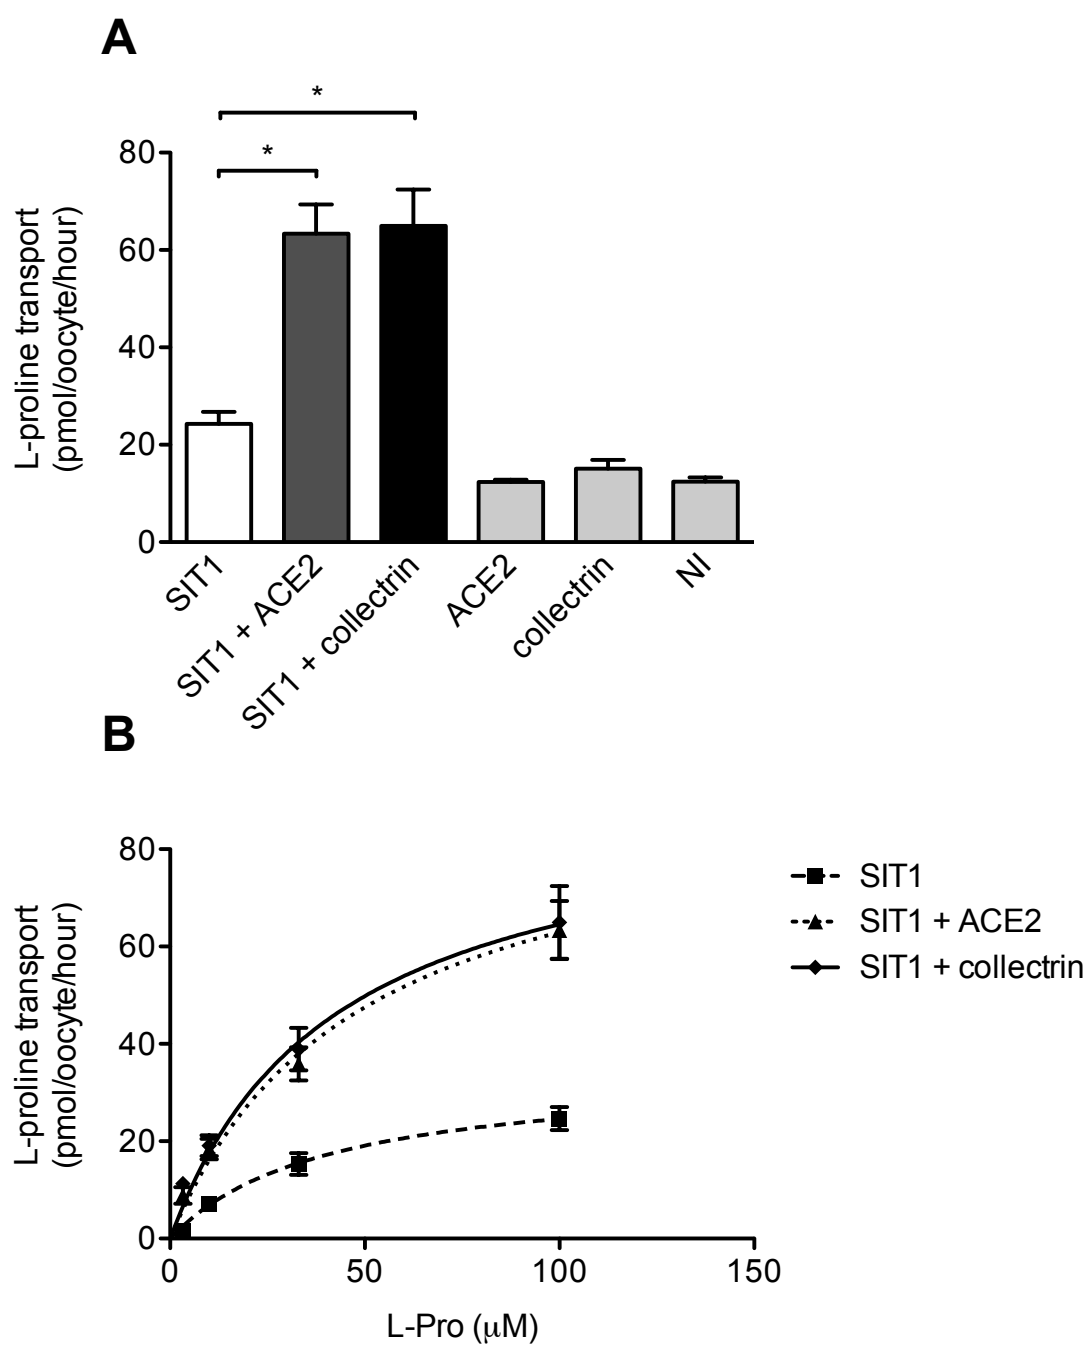 A
*
*
L-proline transport
(pmol/oocyte/hour)
80
60
40
20
0
SIT1
SIT1 + ACE2
SIT1 + collectrin
ACE2
collectrin
NI
B
L-proline transport
(pmol/oocyte/hour)
80
60
40
20
0
0 50 100 150
L-Pro (μM)
SIT1
SIT1 + ACE2
SIT1 + collectrin